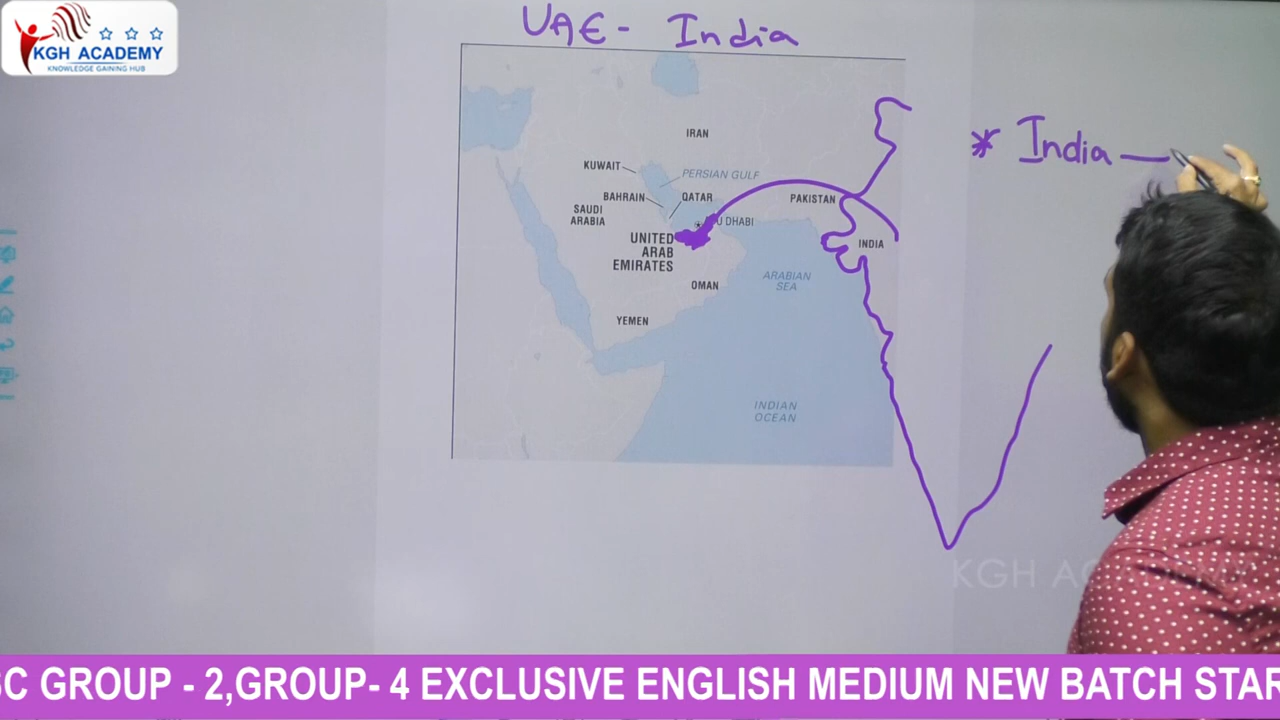 KGH ACADEMY
KNOWLEDGE GAINING HUB
UAE - India
IRAN
KUWAIT
PERSIAN GULF
BAHRAIN
QATAR
PAKISTAN
SAUDI
ARABIA
ABU DHABI
UNITED
ARAB
EMIRATES
INDIA
ARABIAN
SEA
OMAN
YEMEN
INDIAN
OCEAN
* India —
KGH
SC GROUP - 2,GROUP- 4 EXCLUSIVE ENGLISH MEDIUM NEW BATCH STAR